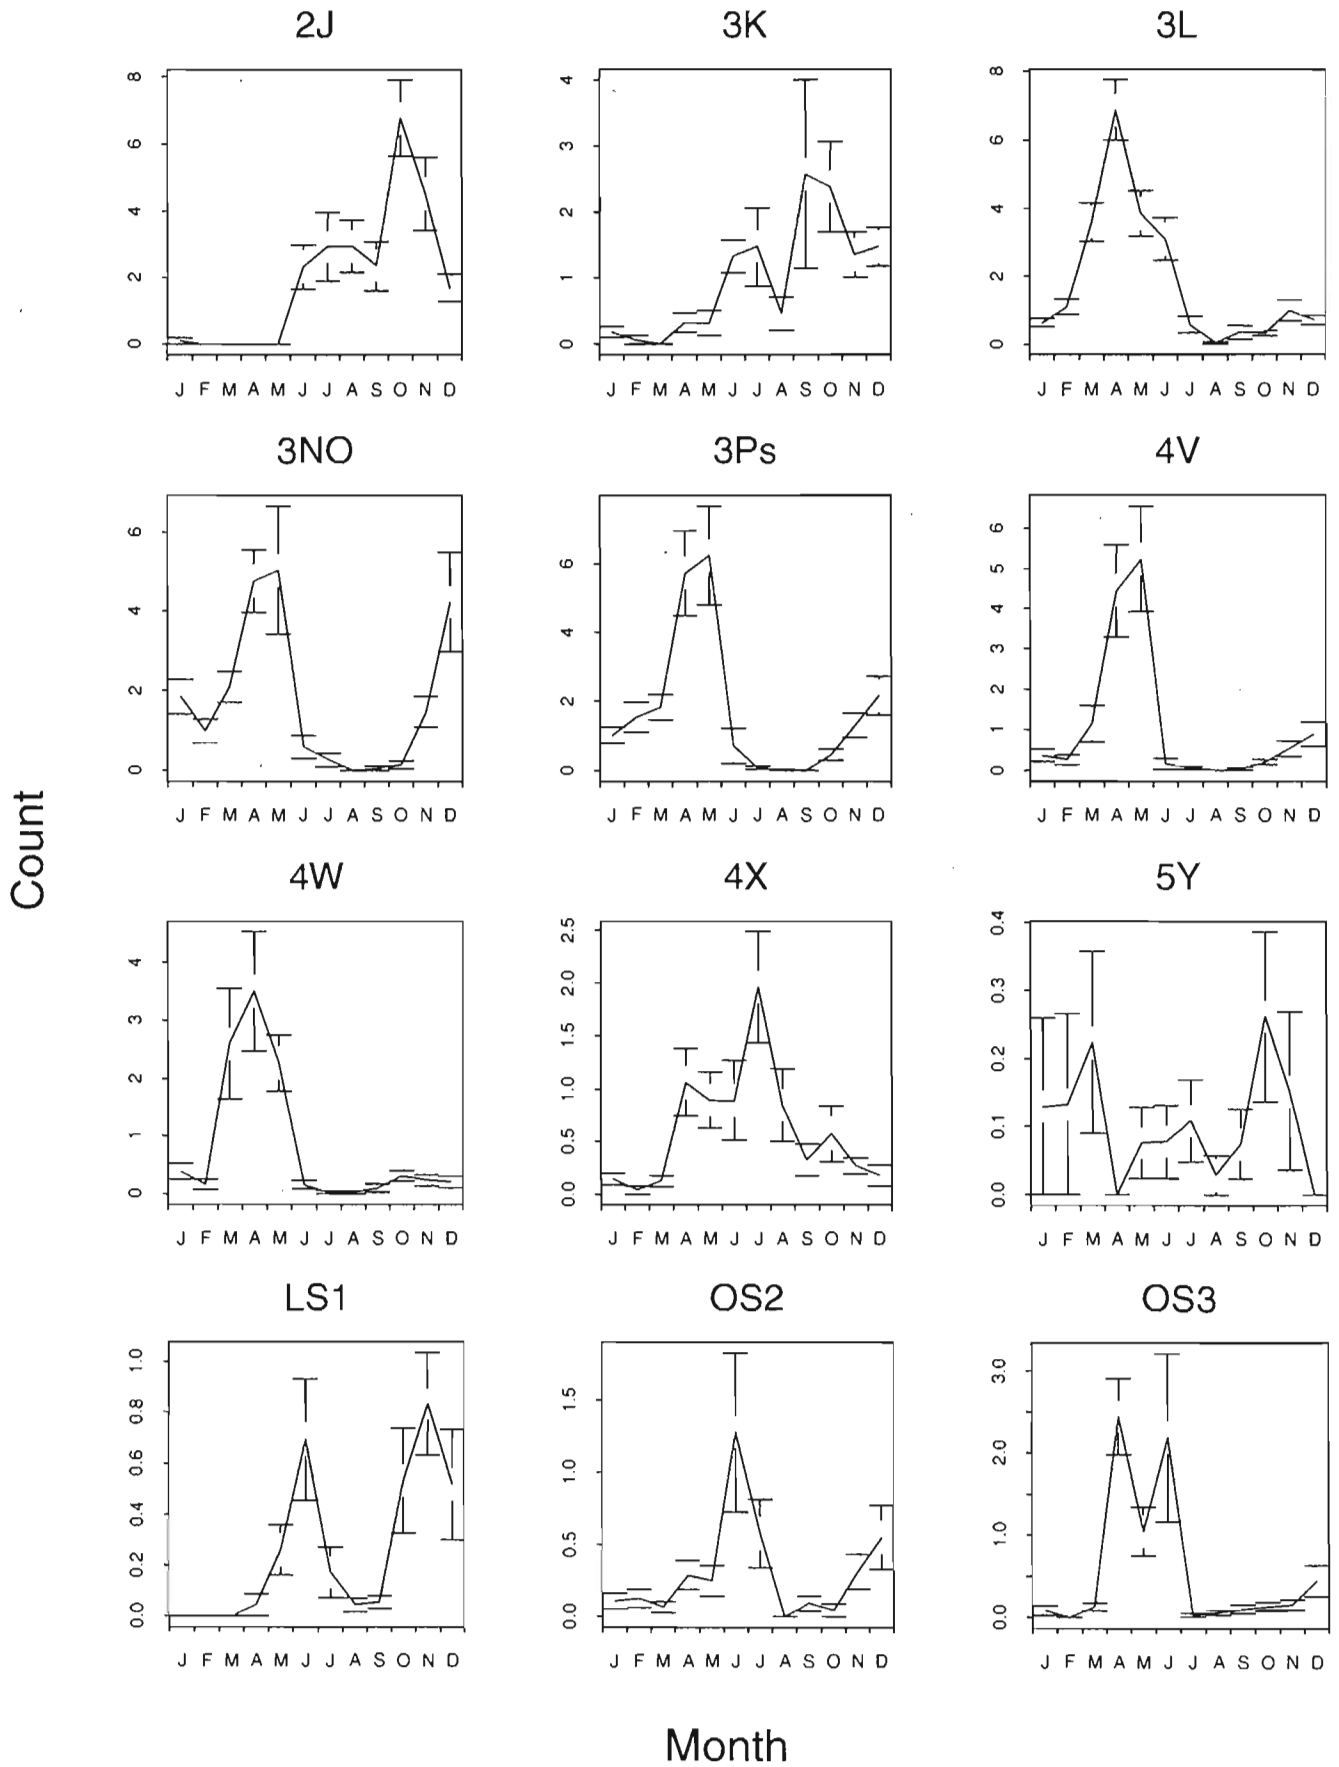 2J 3K 3L
8 6 4 2 0
4 3 2 1 0
8 6 4 2 0
J F M A M J J A S O N D
J F M A M J J A S O N D
J F M A M J J A S O N D
3NO 3Ps 4V
6 4 2 0
6 4 2 0
6 5 4 3 2 1 0
J F M A M J J A S O N D
J F M A M J J A S O N D
J F M A M J J A S O N D
Count
4W 4X 5Y
4 3 2 1 0
2.5 2.0 1.5 1.0 0.5 0.0
0.4 0.3 0.2 0.1 0.0
J F M A M J J A S O N D
J F M A M J J A S O N D
J F M A M J J A S O N D
LS1 OS2 OS3
1.0 0.8 0.6 0.4 0.2 0.0
1.5 1.0 0.5 0.0
3.0 2.0 1.0 0.0
J F M A M J J A S O N D
J F M A M J J A S O N D
J F M A M J J A S O N D
Month